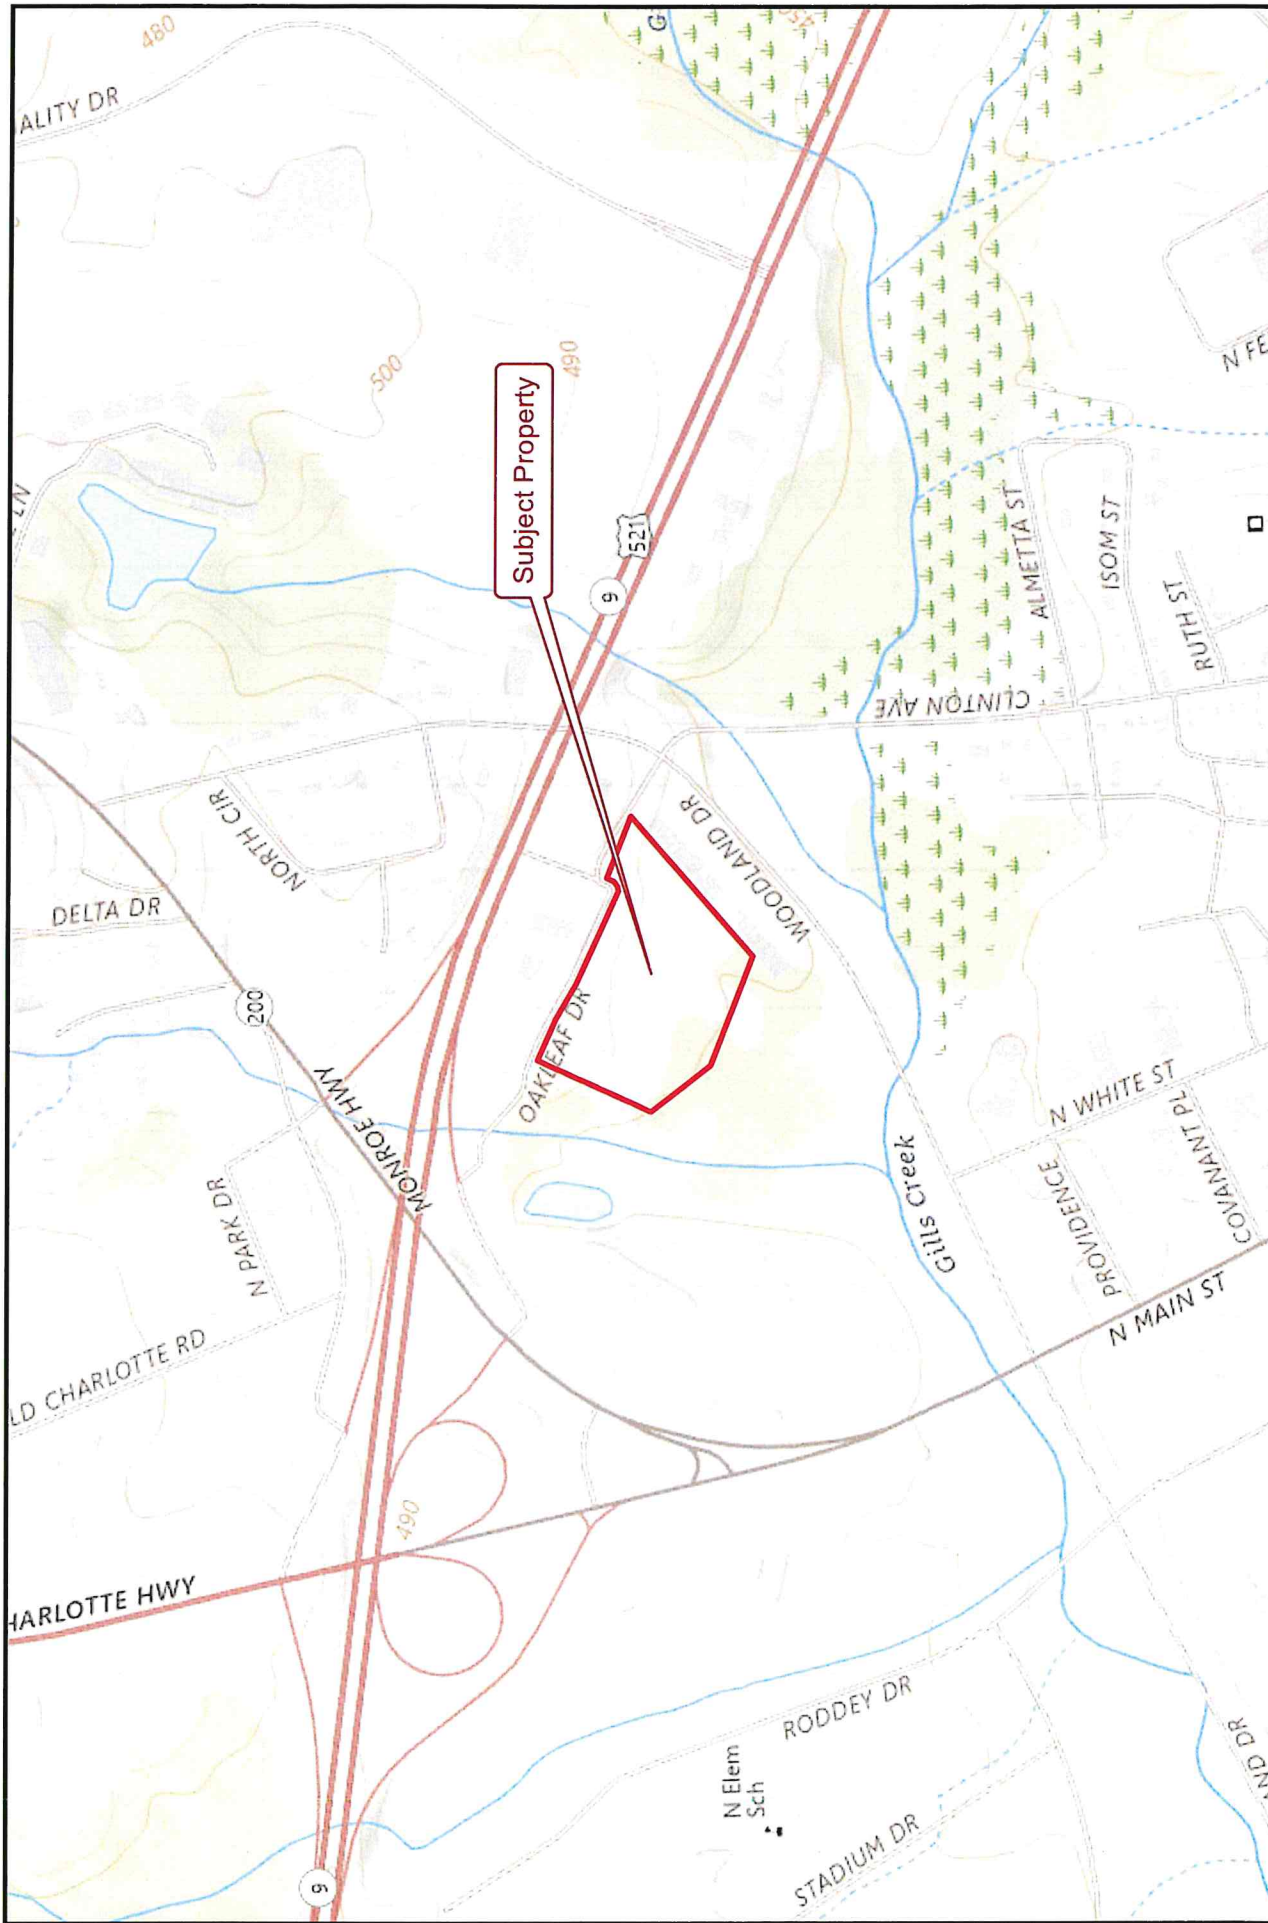 480
450
G
ALITY DR
E LN
500
490
Subject Property
521
9
N FE
ALMETTA ST
ISOM ST
RUTH ST
CLINTON AVE
NORTH CIR
DELTA DR
WOODLAND DR
200
OAKLEAF DR
MONROE HWY
N PARK DR
LD CHARLOTTE RD
N WHITE ST
COVANANT PL
PROVIDENCE
Gills Creek
N MAIN ST
490
HARLOTTE HWY
RODDEY DR
N Elem
Sch
STADIUM DR
ND DR
9